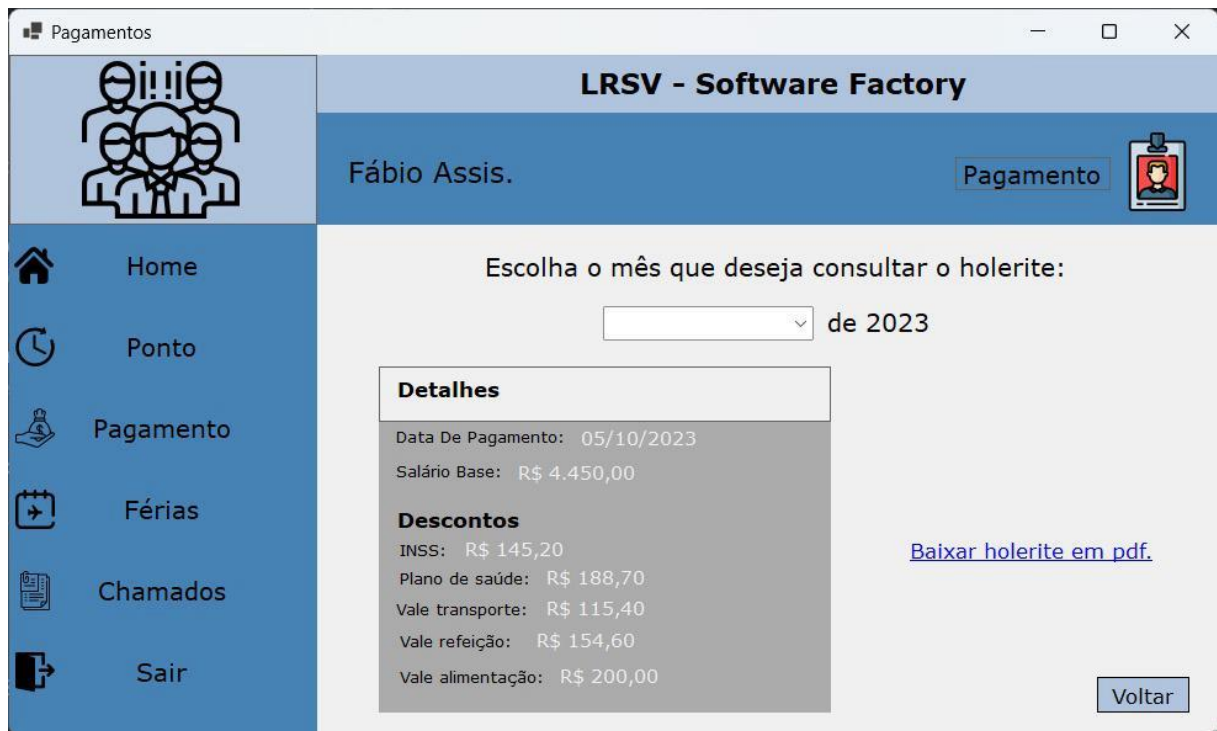 Pagamentos
LRSV - Software Factory
Fábio Assis.
Pagamento
Home
Ponto
Pagamento
Férias
Chamados
Sair
Escolha o mês que deseja consultar o holerite:
de 2023
Detalhes
Data De Pagamento: 05/10/2023
Salário Base: R$ 4.450,00
Descontos
INSS: R$ 145,20
Plano de saúde: R$ 188,70
Vale transporte: R$ 115,40
Vale refeição: R$ 154,60
Vale alimentação: R$ 200,00
Baixar holerite em pdf.
Voltar